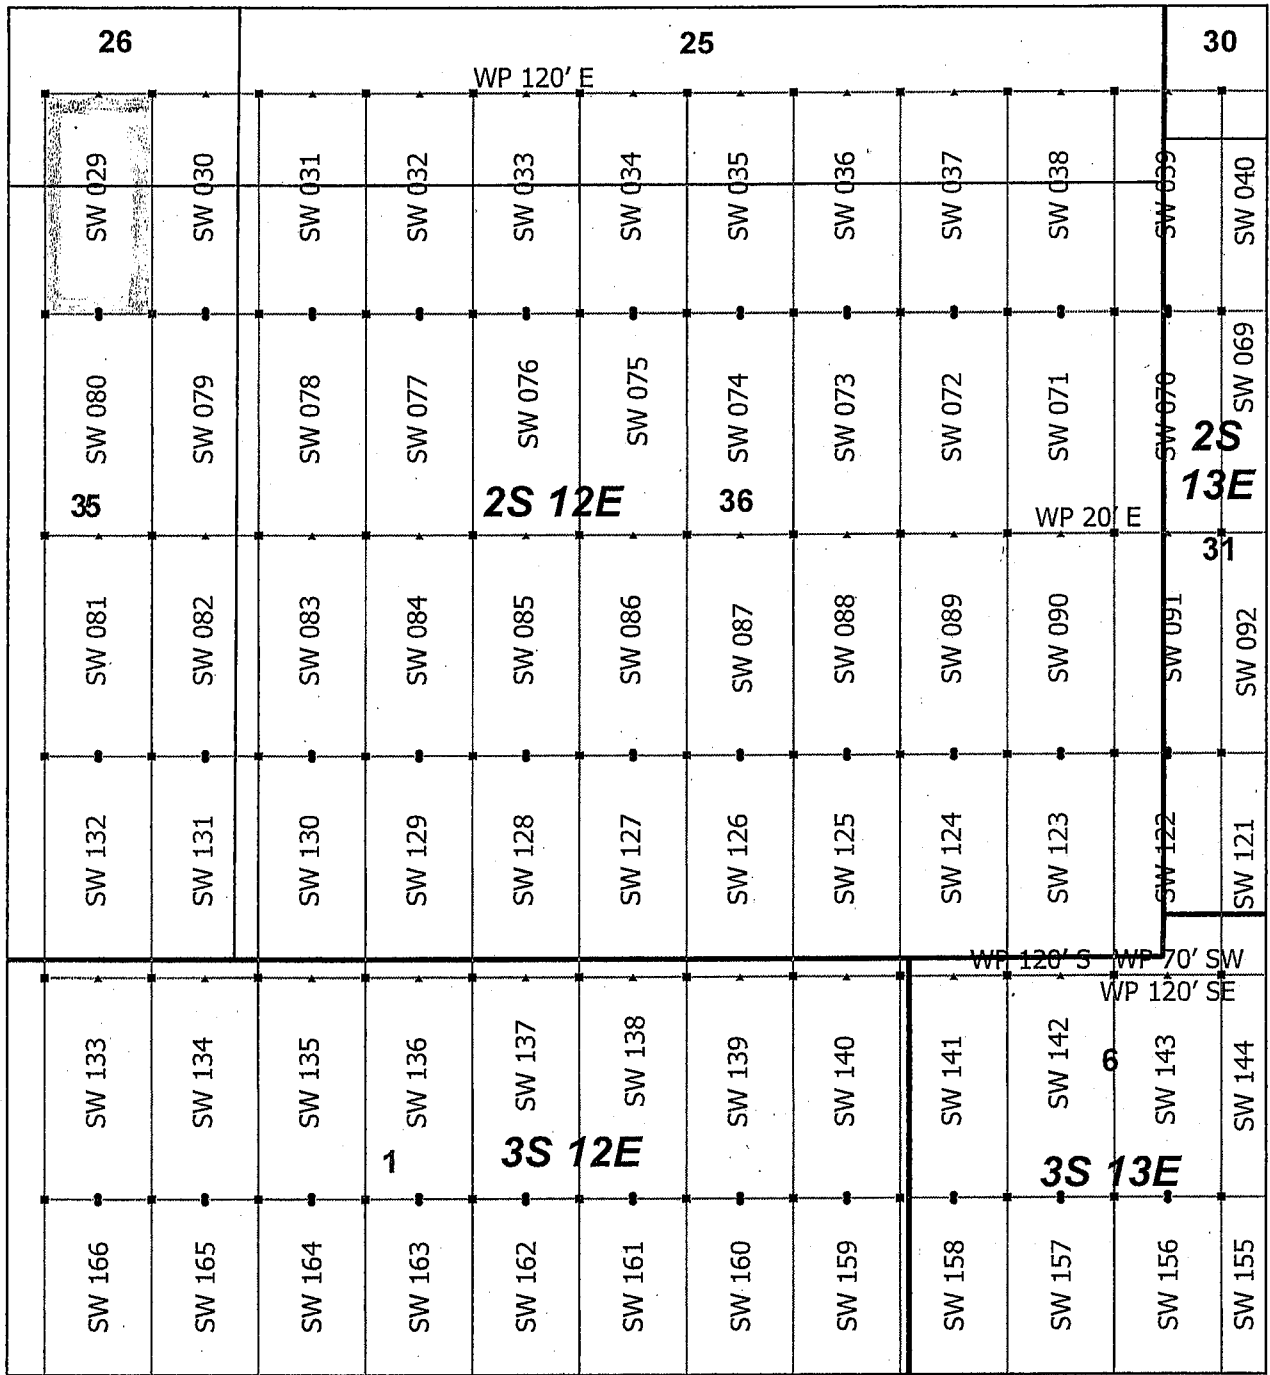 26
25
30
WP 120' E
SW 029
SW 030
SW 031
SW 032
SW 033
SW 034
SW 035
SW 036
SW 037
SW 038
SW 039
SW 040
SW 080
SW 079
SW 078
SW 077
SW 076
SW 075
SW 074
SW 073
SW 072
SW 071
SW 070
SW 069
2S
13E
35
2S 12E
36
WP 20' E
31
SW 081
SW 082
SW 083
SW 084
SW 085
SW 086
SW 087
SW 088
SW 089
SW 090
SW 091
SW 092
SW 132
SW 131
SW 130
SW 129
SW 128
SW 127
SW 126
SW 125
SW 124
SW 123
SW 122
SW 121
WP 120' S
WP 70' SW
WP 120' SE
SW 133
SW 134
SW 135
SW 136
SW 137
SW 138
SW 139
SW 140
SW 141
SW 142
6
SW 143
SW 144
1
3S 12E
3S 13E
SW 166
SW 165
SW 164
SW 163
SW 162
SW 161
SW 160
SW 159
SW 158
SW 157
SW 156
SW 155